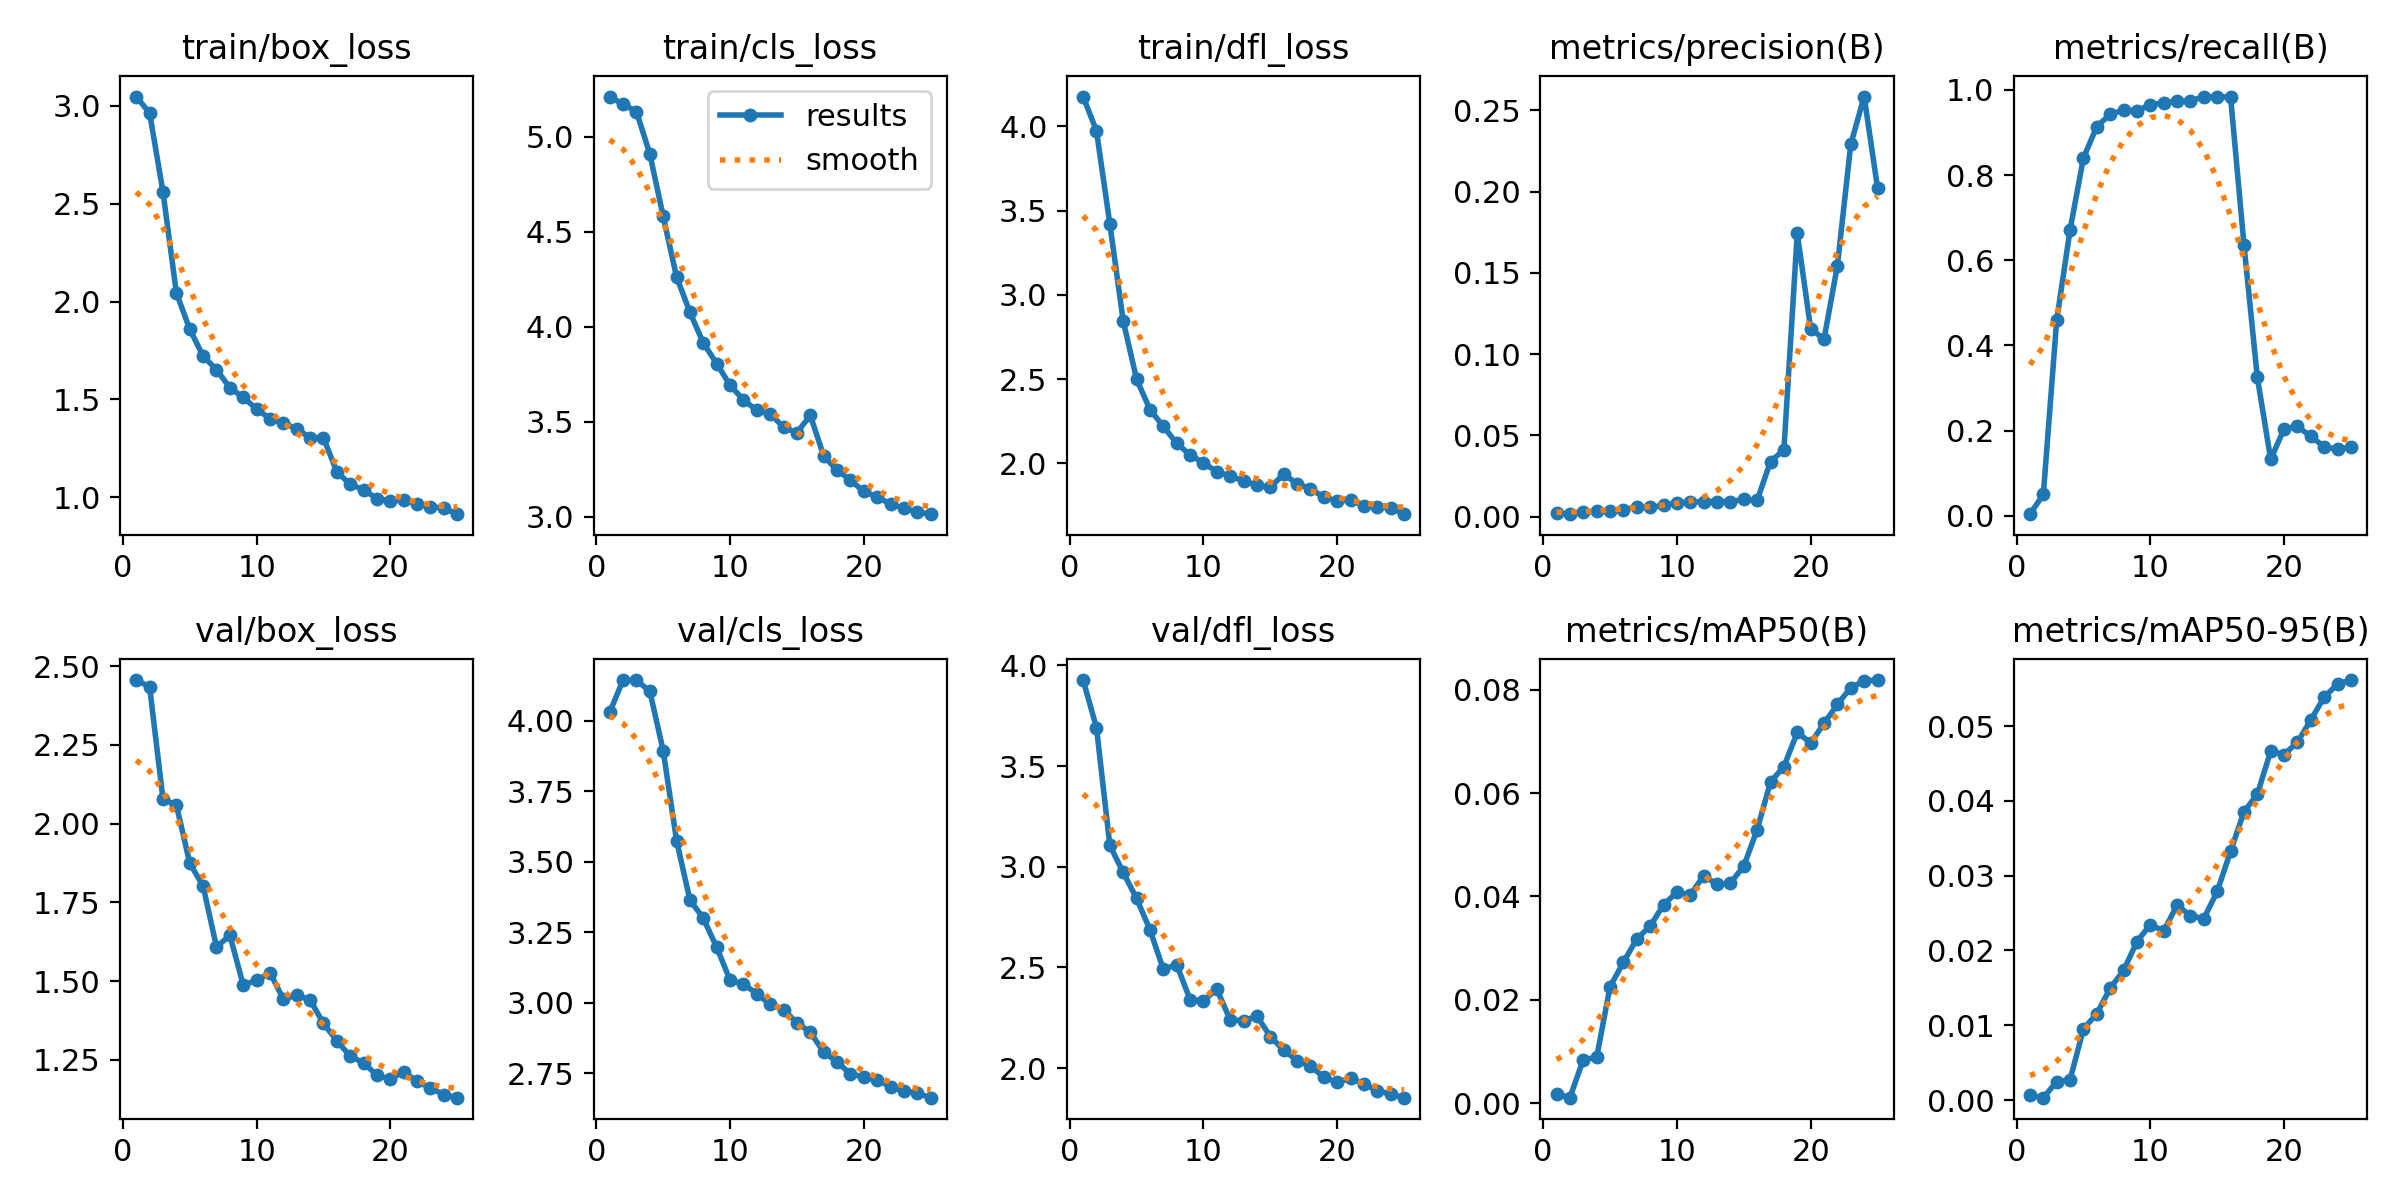 train/box_loss
3.0
2.5
2.0
1.5
1.0
0 10 20
train/cls_loss
results
smooth
5.0
4.5
4.0
3.5
3.0
0 10 20
train/dfl_loss
4.0
3.5
3.0
2.5
2.0
0 10 20
metrics/precision(B)
0.25
0.20
0.15
0.10
0.05
0.00
0 10 20
metrics/recall(B)
1.0
0.8
0.6
0.4
0.2
0.0
0 10 20
val/box_loss
2.50
2.25
2.00
1.75
1.50
1.25
0 10 20
val/cls_loss
4.00
3.75
3.50
3.25
3.00
2.75
0 10 20
val/dfl_loss
4.0
3.5
3.0
2.5
2.0
0 10 20
metrics/mAP50(B)
0.08
0.06
0.04
0.02
0.00
0 10 20
metrics/mAP50-95(B)
0.05
0.04
0.03
0.02
0.01
0.00
0 10 20